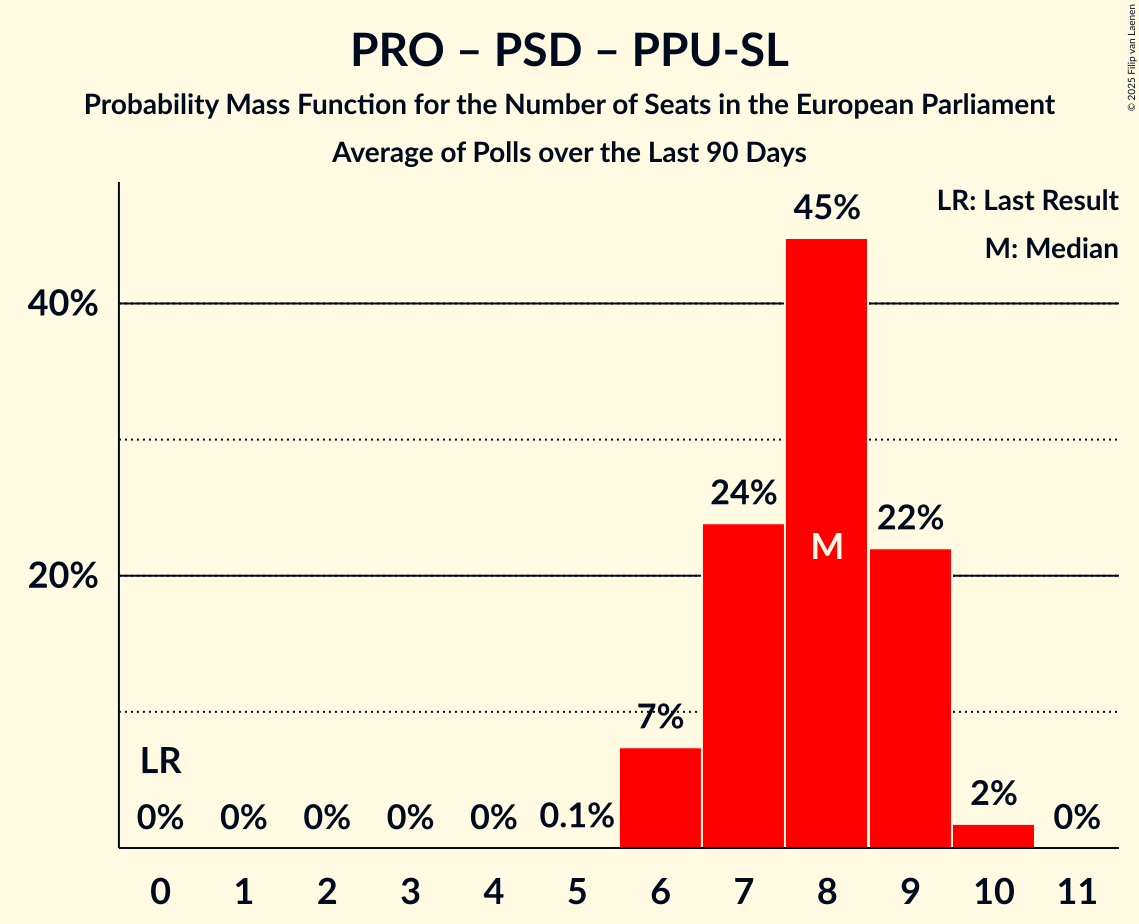 PRO – PSD – PPU-SL
Probability Mass Function for the Number of Seats in the European Parliament
Average of Polls over the Last 90 Days
© 2025 Filip van Laenen
LR: Last Result
M: Median
45%
40%
24%
22%
M
20%
7%
LR
2%
0% 0% 0% 0% 0% 0.1% 0%
0 1 2 3 4 5 6 7 8 9 10 11